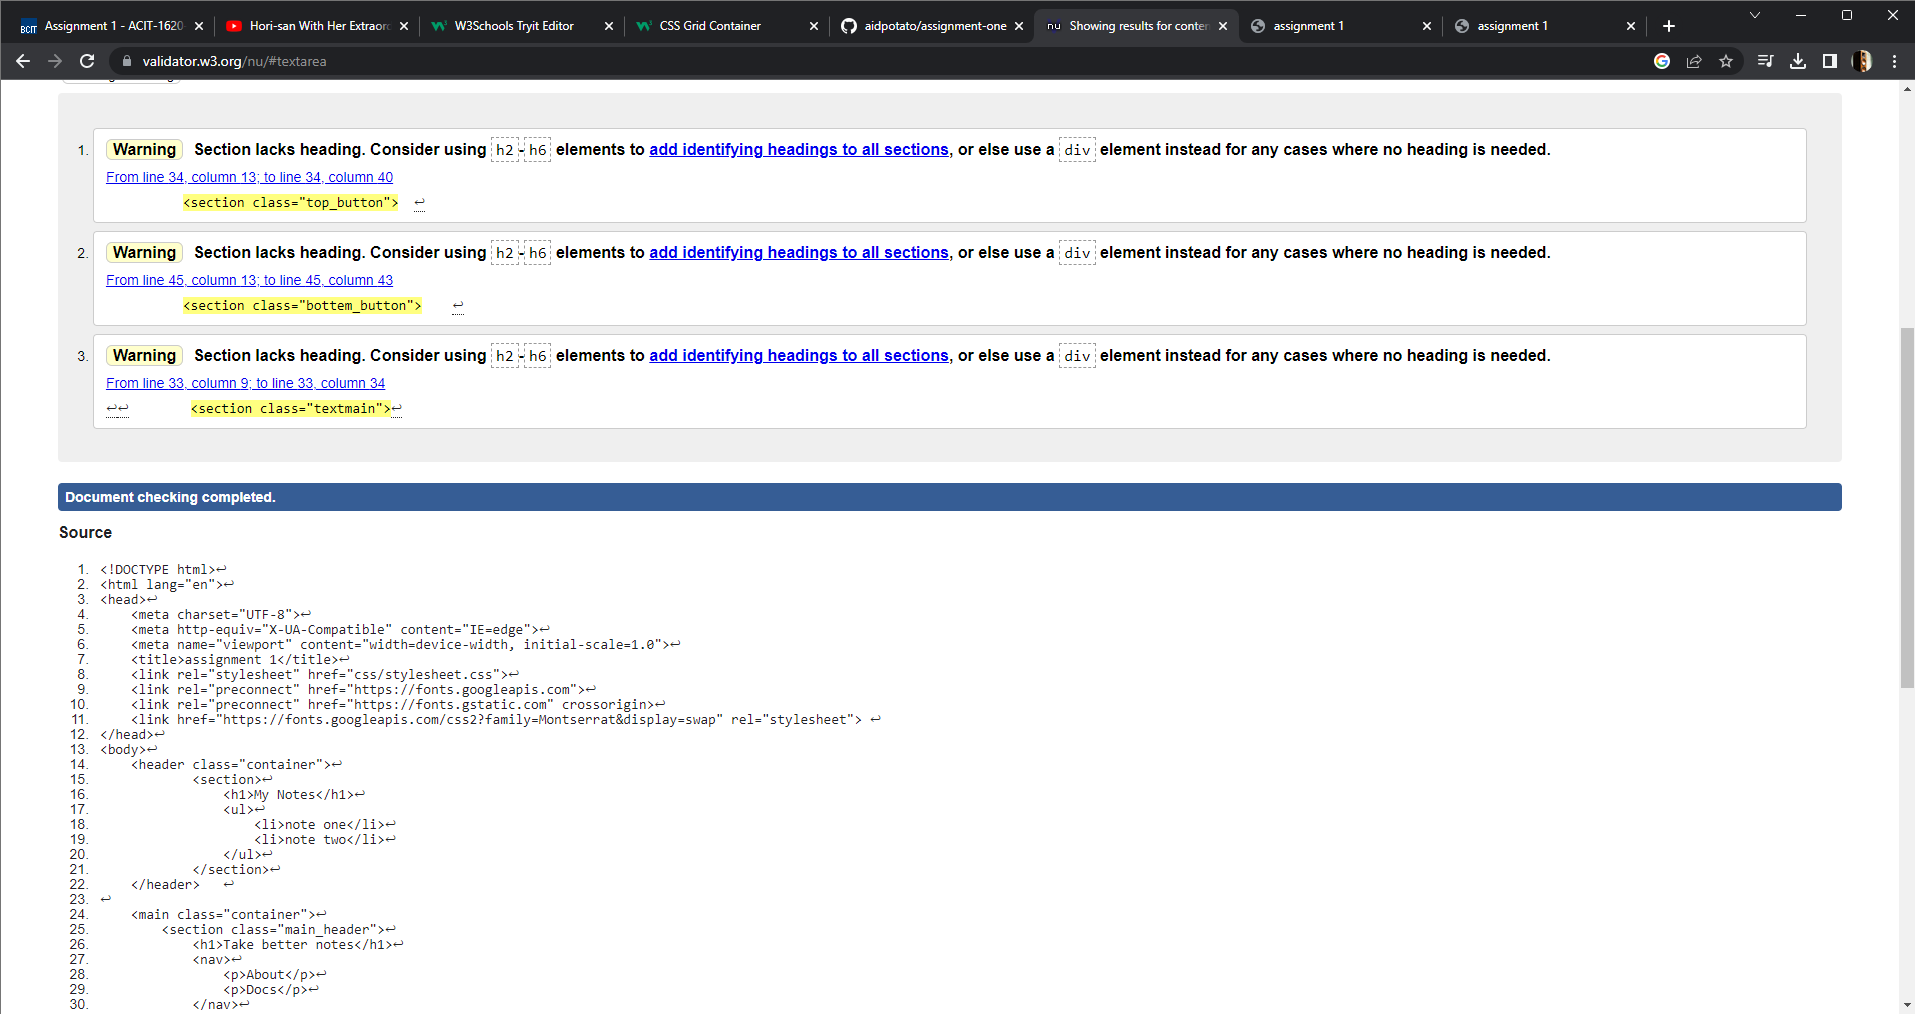 Assignment 1 - ACIT-1620
Hori-san With Her Extraord
W3Schools Tryit Editor
CSS Grid Container
aidpotato/assignment-one
nu Showing results for conten
assignment 1
assignment 1
validator.w3.org/nu/#textarea
1. Warning Section lacks heading. Consider using h2-h6 elements to add identifying headings to all sections, or else use a div element instead for any cases where no heading is needed.
From line 34, column 13; to line 34, column 40
<section class="top_button"> ↩
2. Warning Section lacks heading. Consider using h2-h6 elements to add identifying headings to all sections, or else use a div element instead for any cases where no heading is needed.
From line 45, column 13; to line 45, column 43
<section class="bottem_button"> ↩
3. Warning Section lacks heading. Consider using h2-h6 elements to add identifying headings to all sections, or else use a div element instead for any cases where no heading is needed.
From line 33, column 9; to line 33, column 34
↩↩ <section class="textmain">↩
Document checking completed.
Source
1. <!DOCTYPE html>↩
2. <html lang="en">↩
3. <head>↩
4. <meta charset="UTF-8">↩
5. <meta http-equiv="X-UA-Compatible" content="IE=edge">↩
6. <meta name="viewport" content="width=device-width, initial-scale=1.0">↩
7. <title>assignment 1</title>↩
8. <link rel="stylesheet" href="css/stylesheet.css">↩
9. <link rel="preconnect" href="https://fonts.googleapis.com">↩
10. <link rel="preconnect" href="https://fonts.gstatic.com" crossorigin>↩
11. <link href="https://fonts.googleapis.com/css2?family=Montserrat&display=swap" rel="stylesheet"> ↩
12. </head>↩
13. <body>↩
14. <header class="container">↩
15. <section>↩
16. <h1>My Notes</h1>↩
17. <ul>↩
18. <li>note one</li>↩
19. <li>note two</li>↩
20. </ul>↩
21. </section>↩
22. </header> ↩
23. ↩
24. <main class="container">↩
25. <section class="main_header">↩
26. <h1>Take better notes</h1>↩
27. <nav>↩
28. <p>About</p>↩
29. <p>Docs</p>↩
30. </nav>↩